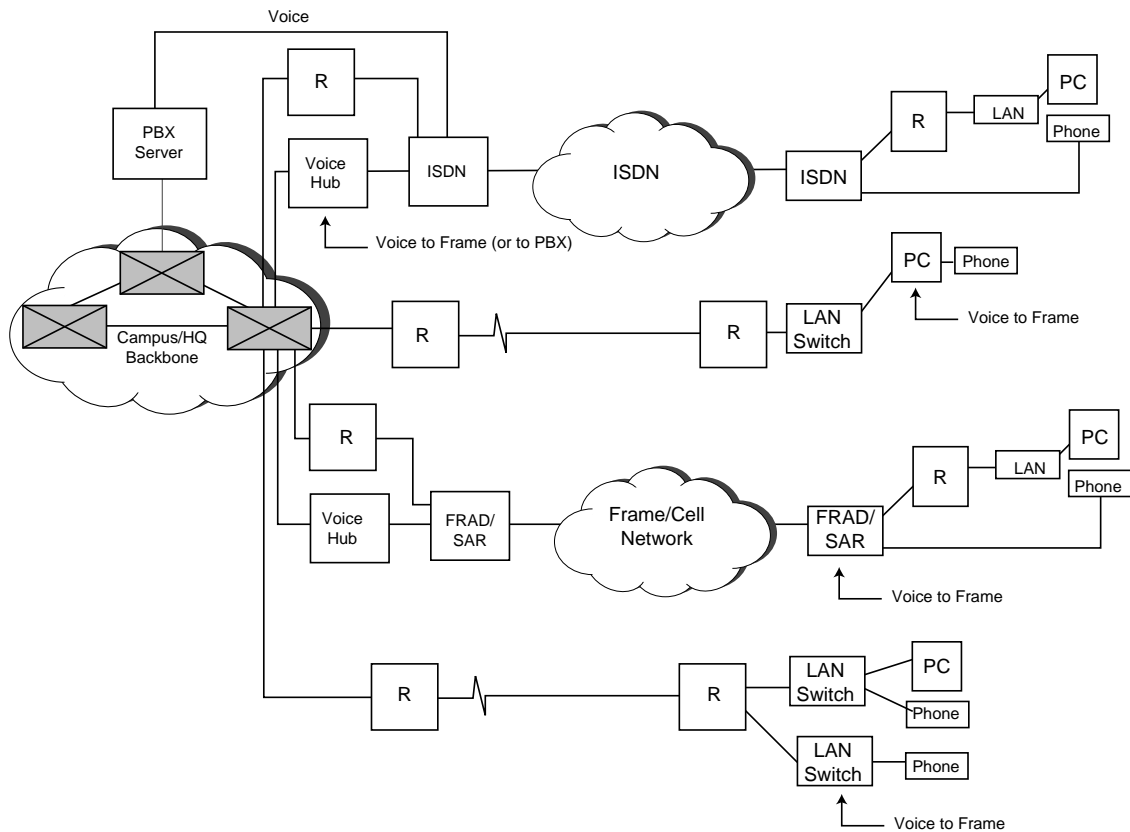 Voice
R
PBX
Server
Voice
Hub
ISDN
ISDN
ISDN
R
LAN
PC
Phone
Voice to Frame (or to PBX)
Campus/HQ
Backbone
R
R
LAN
Switch
PC
Phone
Voice to Frame
R
Voice
Hub
FRAD/
SAR
Frame/Cell
Network
FRAD/
SAR
R
LAN
PC
Phone
Voice to Frame
R
R
LAN
Switch
PC
Phone
LAN
Switch
Phone
Voice to Frame